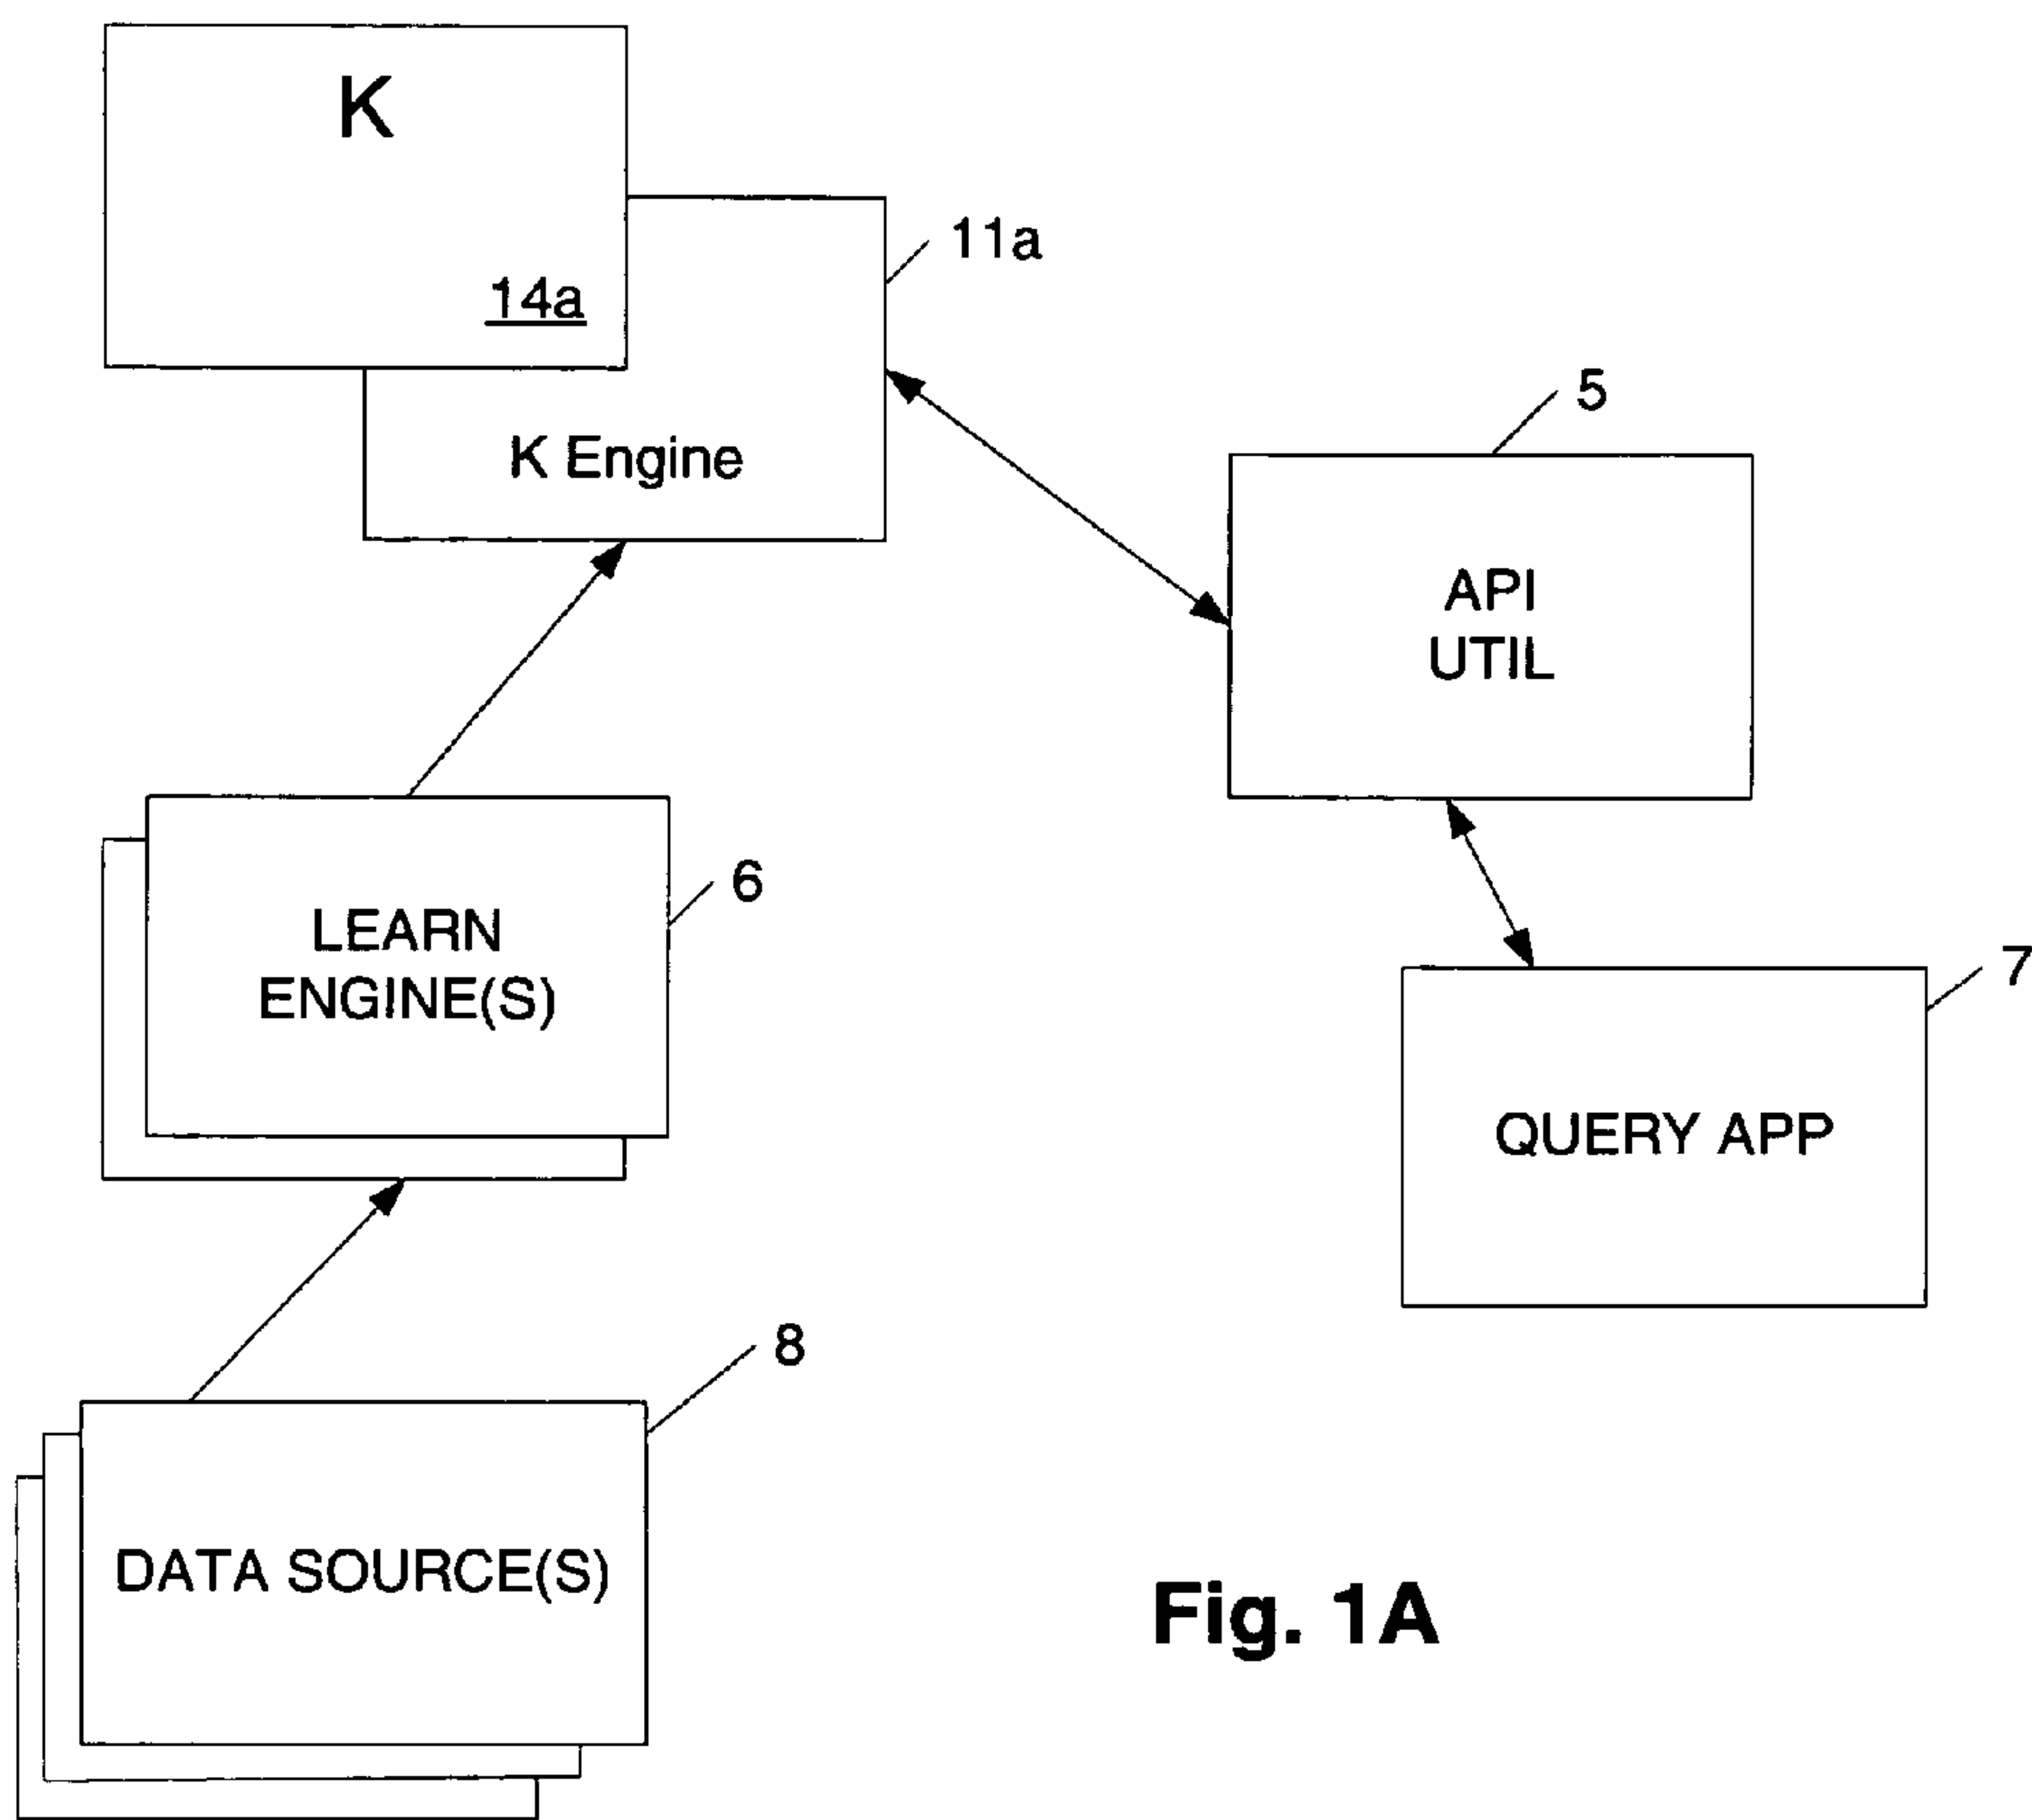 K
14a
11a
K Engine
5
API
UTIL
6
LEARN
ENGINE(S)
7
QUERY APP
8
DATA SOURCE(S)
Fig. 1A